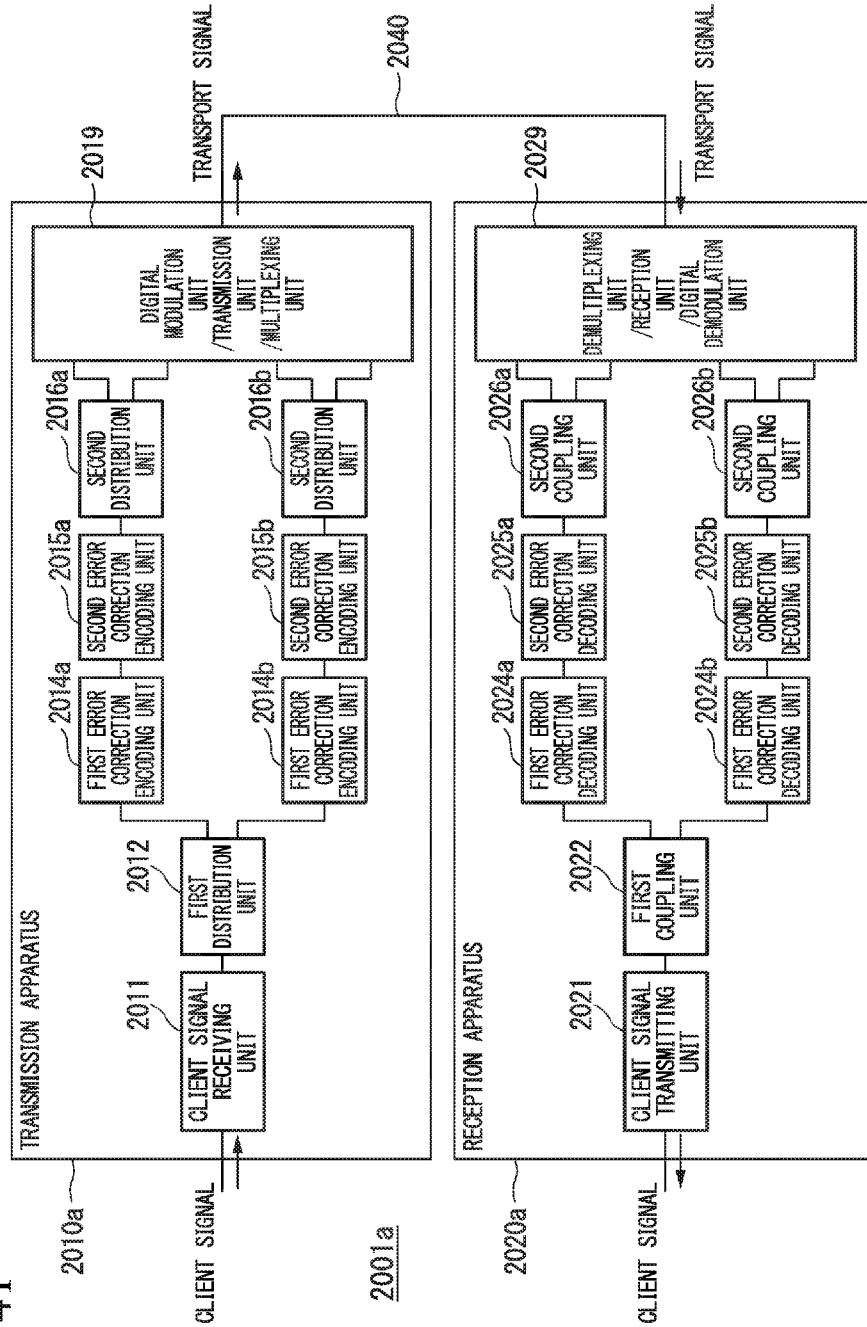 41
TRANSMISSION APPARATUS
2010a
CLIENT SIGNAL
2011
CLIENT SIGNAL
RECEIVING
UNIT
2012
FIRST
DISTRIBUTION
UNIT
2014a
FIRST ERROR
CORRECTION
ENCODING UNIT
2015a
SECOND ERROR
CORRECTION
ENCODING UNIT
2016a
SECOND
DISTRIBUTION
UNIT
2014b
FIRST ERROR
CORRECTION
ENCODING UNIT
2015b
SECOND ERROR
CORRECTION
ENCODING UNIT
2016b
SECOND
DISTRIBUTION
UNIT
2019
DIGITAL
MODULATION
UNIT
/TRANSMISSION
UNIT
/MULTIPLEXING
UNIT
TRANSPORT SIGNAL
2040
2001a
RECEPTION APPARATUS
2020a
CLIENT SIGNAL
2021
CLIENT SIGNAL
TRANSMITTING
UNIT
2022
FIRST
COUPLING
UNIT
2024a
FIRST ERROR
CORRECTION
DECODING UNIT
2025a
SECOND ERROR
CORRECTION
DECODING UNIT
2026a
SECOND
COUPLING
UNIT
2024b
FIRST ERROR
CORRECTION
DECODING UNIT
2025b
SECOND ERROR
CORRECTION
DECODING UNIT
2026b
SECOND
COUPLING
UNIT
2029
DEMULTIPLEXING
UNIT
/RECEPTION
UNIT
/DIGITAL
DEMODULATION
UNIT
TRANSPORT SIGNAL